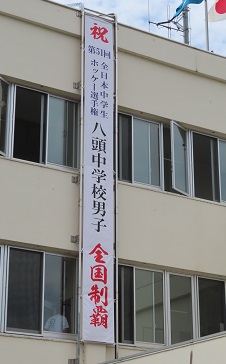 祝
第51回 全日本中学生
ホッケー選手権
八頭中学校男子
全国制覇